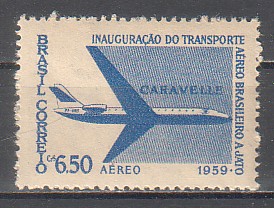 INAUGURAÇÃO DO TRANSPORTE
AÉREO BRASILEIRO A JATO
BRASIL CORREIO
CARAVELLE
CR$ 6.50
AÉREO
1959